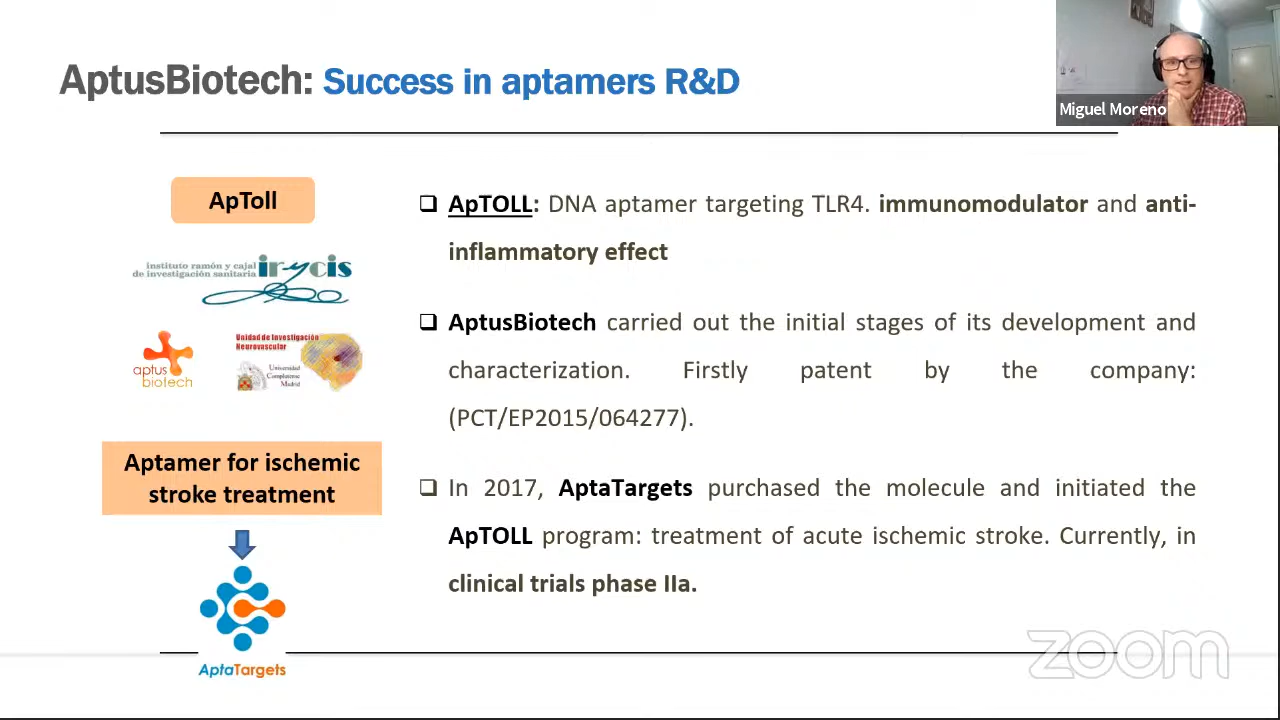 AptusBiotech: Success in aptamers R&D
Miguel Moreno
ApToll
instituto ramón y cajal
de investigación sanitaria
irycis
aptus
biotech
Unidad de Investigación
Neurovascular
Universidad
Complutense
Madrid
Aptamer for ischemic
stroke treatment
AptaTargets
❑ ApTOLL: DNA aptamer targeting TLR4. immunomodulator and anti-
inflammatory effect
❑ AptusBiotech carried out the initial stages of its development and
characterization. Firstly patent by the company:
(PCT/EP2015/064277).
❑ In 2017, AptaTargets purchased the molecule and initiated the
ApTOLL program: treatment of acute ischemic stroke. Currently, in
clinical trials phase IIa.
zoom